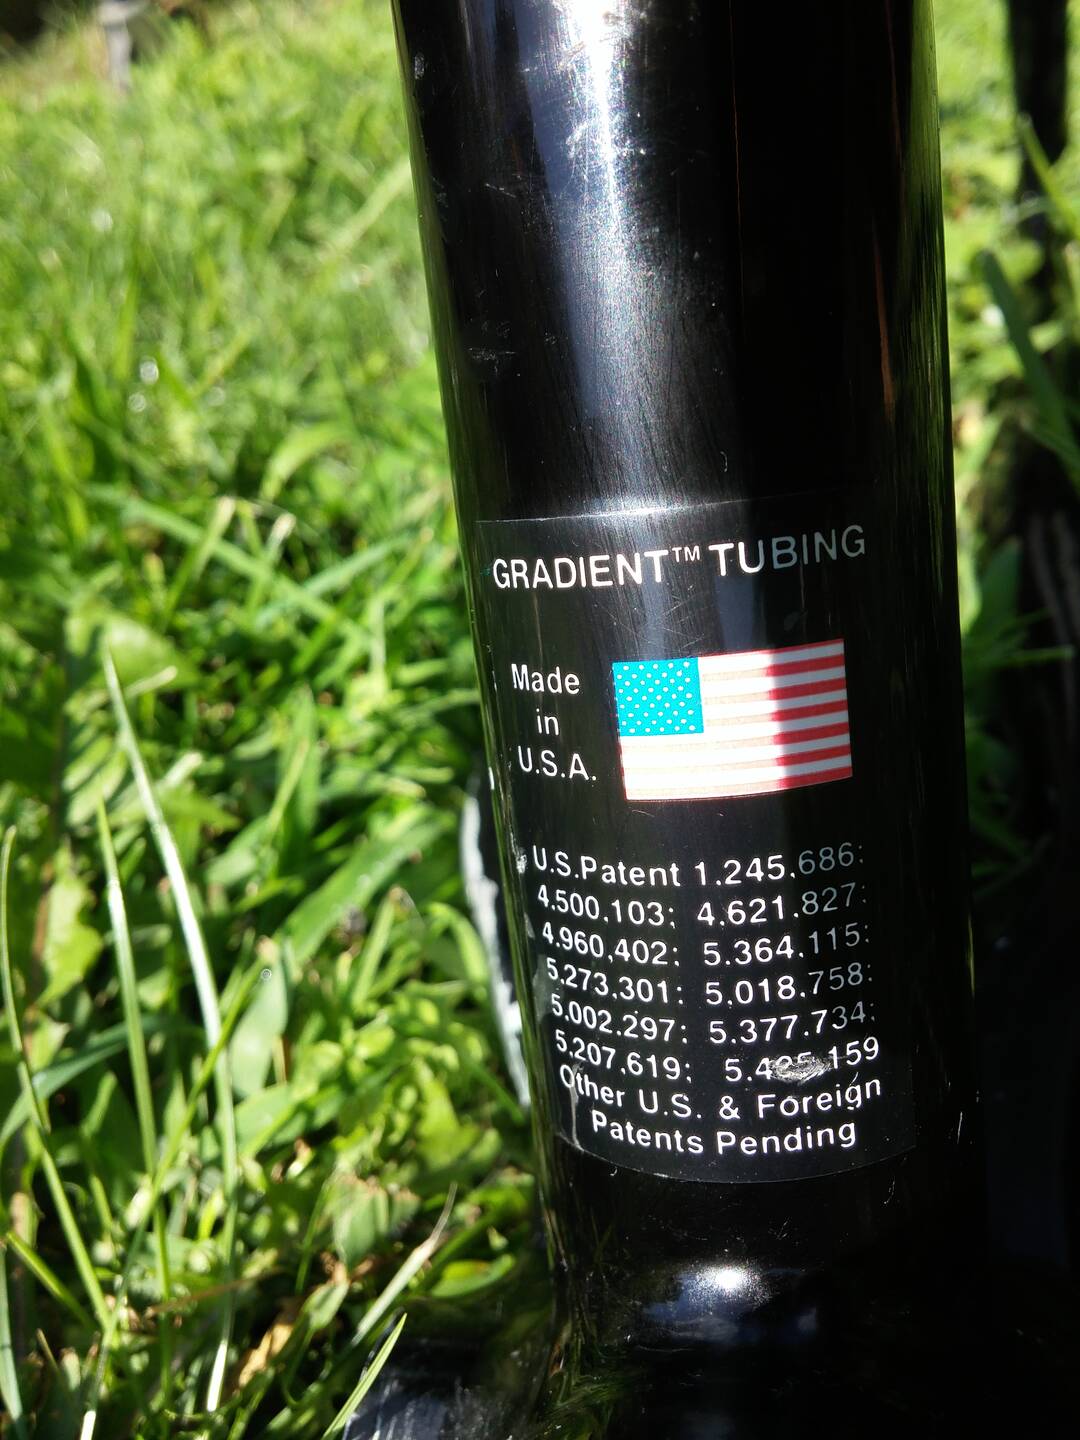 GRADIENT™ TUBING
Made
in
U.S.A.
U.S.Patent 1.245.686;
4.500.103; 4.621.827;
4.960.402; 5.364.115;
5.273.301; 5.018.758;
5.002.297; 5.377.734;
5.207.619;
Other U.S. & Foreign
Patents Pending